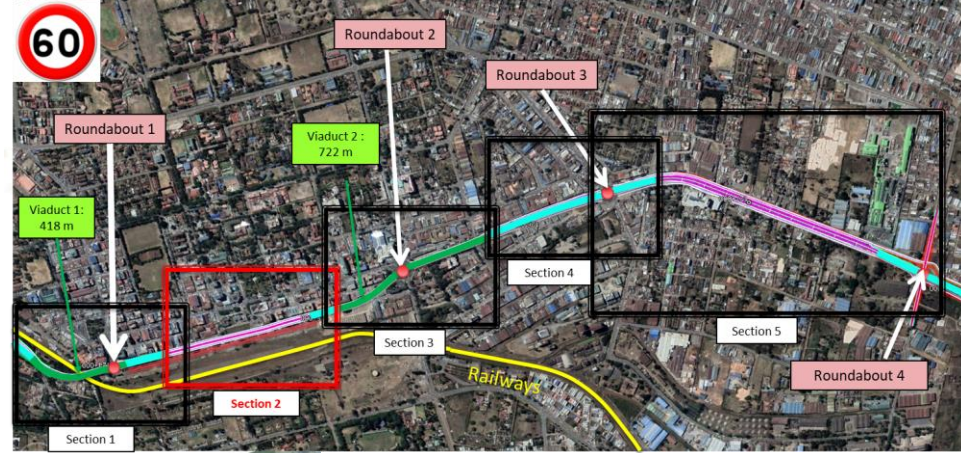 60
Roundabout 2
Roundabout 3
Roundabout 1
Viaduct 2 :
722 m
Viaduct 1:
418 m
Section 4
Section 5
Section 3
Railways
Roundabout 4
Section 2
Section 1